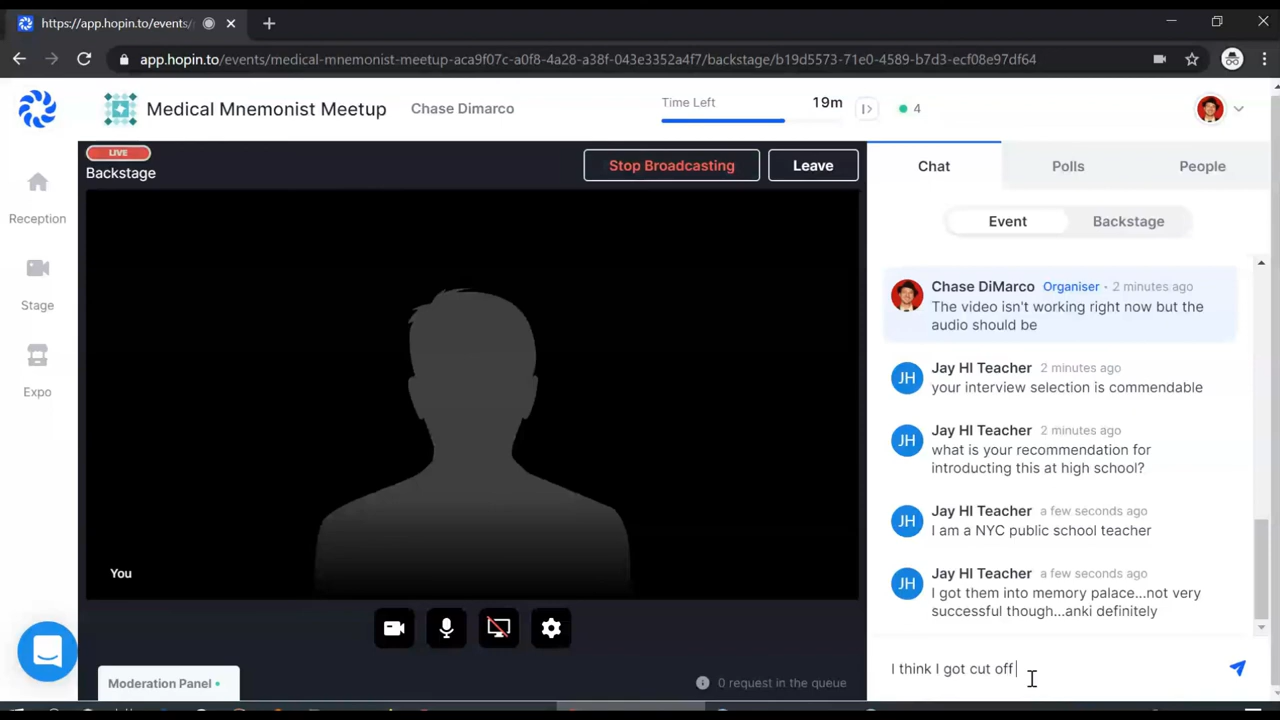 https://app.hopin.to/events/
app.hopin.to/events/medical-mnemonist-meetup-aca9f07c-a0f8-4a28-a38f-043e3352a4f7/backstage/b19d5573-71e0-4589-b7d3-ecf08e97df64
Medical Mnemonist Meetup
Chase Dimarco
Time Left
19m
4
LIVE
Backstage
Stop Broadcasting
Leave
Reception
Stage
Expo
You
Moderation Panel
0 request in the queue
Chat
Polls
People
Event
Backstage
Chase DiMarco Organiser • 2 minutes ago
The video isn't working right now but the
audio should be
JH
Jay HI Teacher 2 minutes ago
your interview selection is commendable
JH
Jay HI Teacher 2 minutes ago
what is your recommendation for
introducting this at high school?
JH
Jay HI Teacher a few seconds ago
I am a NYC public school teacher
JH
Jay HI Teacher a few seconds ago
I got them into memory palace...not very
successful though...anki definitely
I think I got cut off